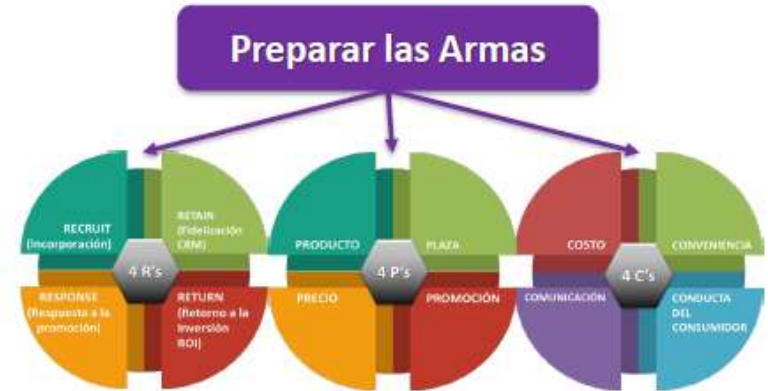 Preparar las Armas
RECRUIT
(Incorporación)
RETAIN
(Fidelización
CRM)
4 R's
RESPONSE
(Respuesta a la
promoción)
RETURN
(Retorno a la
Inversión
ROI)
PRODUCTO
PLAZA
4 P's
PRECIO
PROMOCIÓN
COSTO
CONVENIENCIA
4 C's
COMUNICACIÓN
CONDUCTA
DEL
CONSUMIDOR